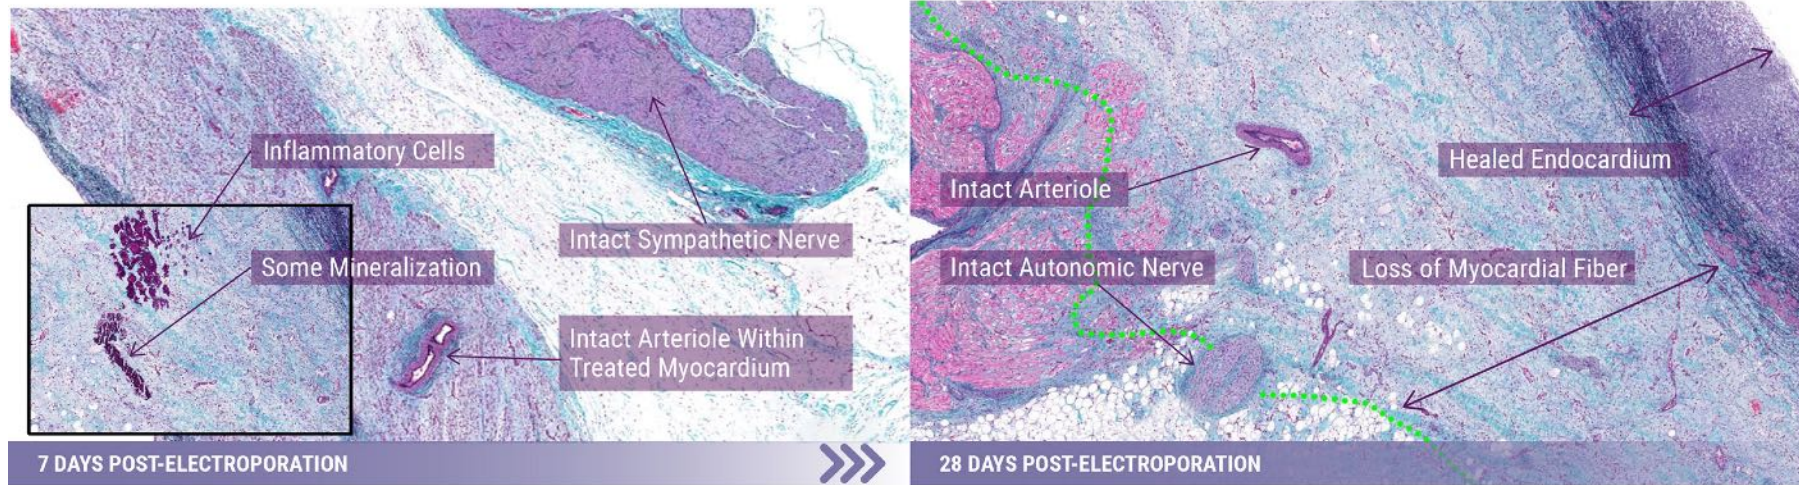 Inflammatory Cells
Some Mineralization
Intact Sympathetic Nerve
Intact Arteriole Within
Treated Myocardium
7 DAYS POST-ELECTROPORATION
Intact Arteriole
Healed Endocardium
Intact Autonomic Nerve
Loss of Myocardial Fiber
28 DAYS POST-ELECTROPORATION